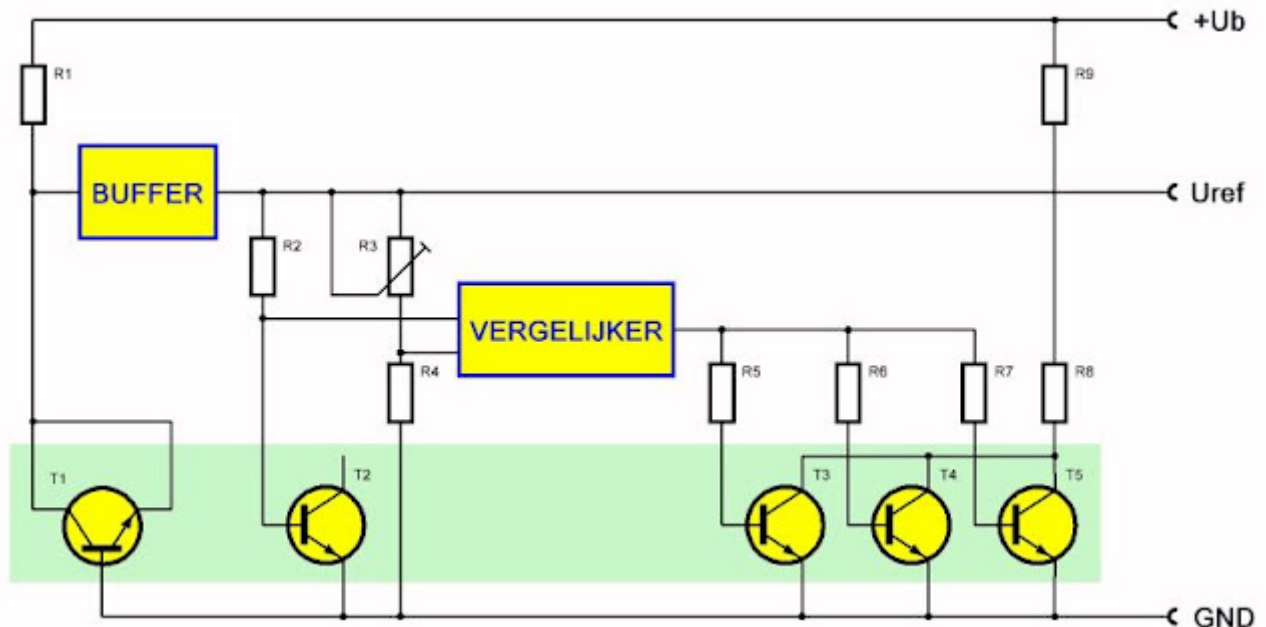 +Ub
R1
R9
BUFFER
Uref
R2
R3
VERGELIJKER
R4
R5
R6
R7
R8
T1
T2
T3
T4
T5
GND